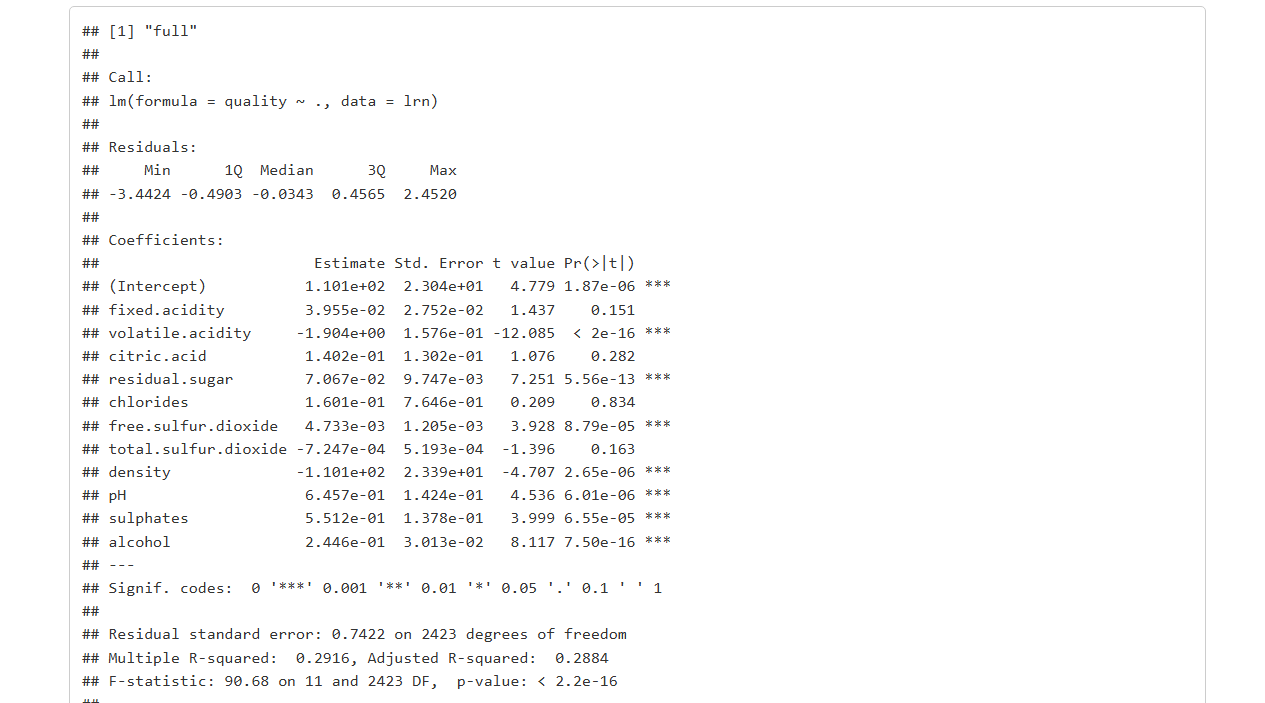 ## [1] "full"
##
## Call:
## lm(formula = quality ~ ., data = lrn)
##
## Residuals:
##     Min      1Q  Median      3Q     Max
## -3.4424 -0.4903 -0.0343  0.4565  2.4520
##
## Coefficients:
##                        Estimate Std. Error t value Pr(>|t|)
## (Intercept)           1.101e+02  2.304e+01   4.779 1.87e-06 ***
## fixed.acidity         3.955e-02  2.752e-02   1.437    0.151
## volatile.acidity     -1.904e+00  1.576e-01 -12.085  < 2e-16 ***
## citric.acid           1.402e-01  1.302e-01   1.076    0.282
## residual.sugar        7.067e-02  9.747e-03   7.251 5.56e-13 ***
## chlorides             1.601e-01  7.646e-01   0.209    0.834
## free.sulfur.dioxide   4.733e-03  1.205e-03   3.928 8.79e-05 ***
## total.sulfur.dioxide -7.247e-04  5.193e-04  -1.396    0.163
## density              -1.101e+02  2.339e+01  -4.707 2.65e-06 ***
## pH                    6.457e-01  1.424e-01   4.536 6.01e-06 ***
## sulphates             5.512e-01  1.378e-01   3.999 6.55e-05 ***
## alcohol               2.446e-01  3.013e-02   8.117 7.50e-16 ***
## ---
## Signif. codes:  0 '***' 0.001 '**' 0.01 '*' 0.05 '.' 0.1 ' ' 1
##
## Residual standard error: 0.7422 on 2423 degrees of freedom
## Multiple R-squared:  0.2916, Adjusted R-squared:  0.2884
## F-statistic: 90.68 on 11 and 2423 DF,  p-value: < 2.2e-16
##